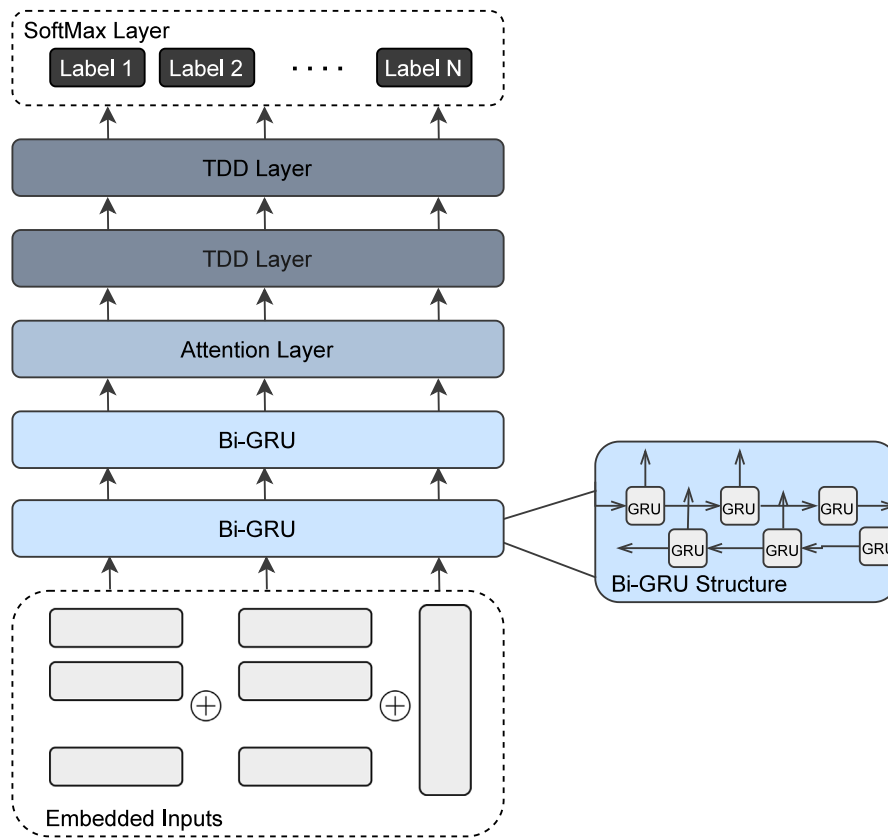 SoftMax Layer
Label 1 Label 2 .... Label N
TDD Layer
TDD Layer
Attention Layer
Bi-GRU
Bi-GRU
GRU GRU GRU
GRU GRU GRU
Bi-GRU Structure
Embedded Inputs